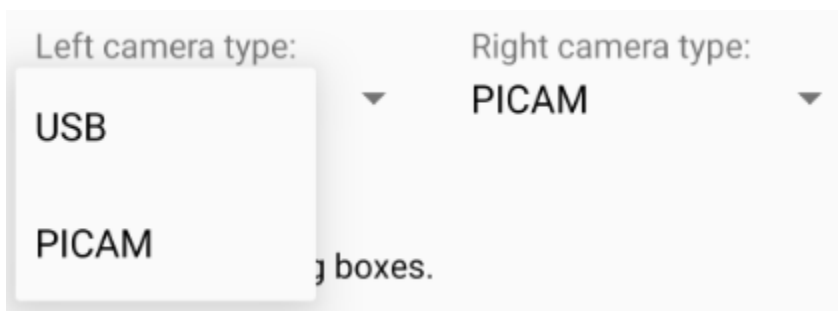 Left camera type:
Right camera type:
USB
PICAM
PICAM
boxes.